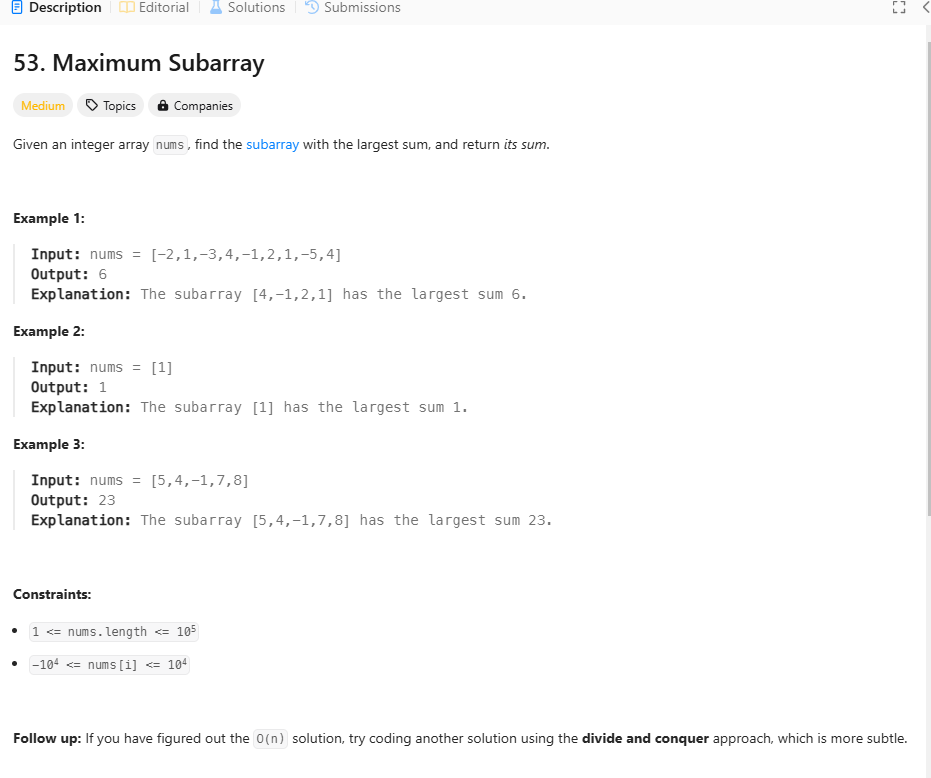 Description Editorial Solutions Submissions
53. Maximum Subarray
Medium Topics Companies
Given an integer array nums, find the subarray with the largest sum, and return its sum.
Example 1:
Input: nums = [-2,1,-3,4,-1,2,1,-5,4]
Output: 6
Explanation: The subarray [4,-1,2,1] has the largest sum 6.
Example 2:
Input: nums = [1]
Output: 1
Explanation: The subarray [1] has the largest sum 1.
Example 3:
Input: nums = [5,4,-1,7,8]
Output: 23
Explanation: The subarray [5,4,-1,7,8] has the largest sum 23.
Constraints:
• 1 <= nums.length <= 10⁵
• -10⁴ <= nums[i] <= 10⁴
Follow up: If you have figured out the O(n) solution, try coding another solution using the divide and conquer approach, which is more subtle.